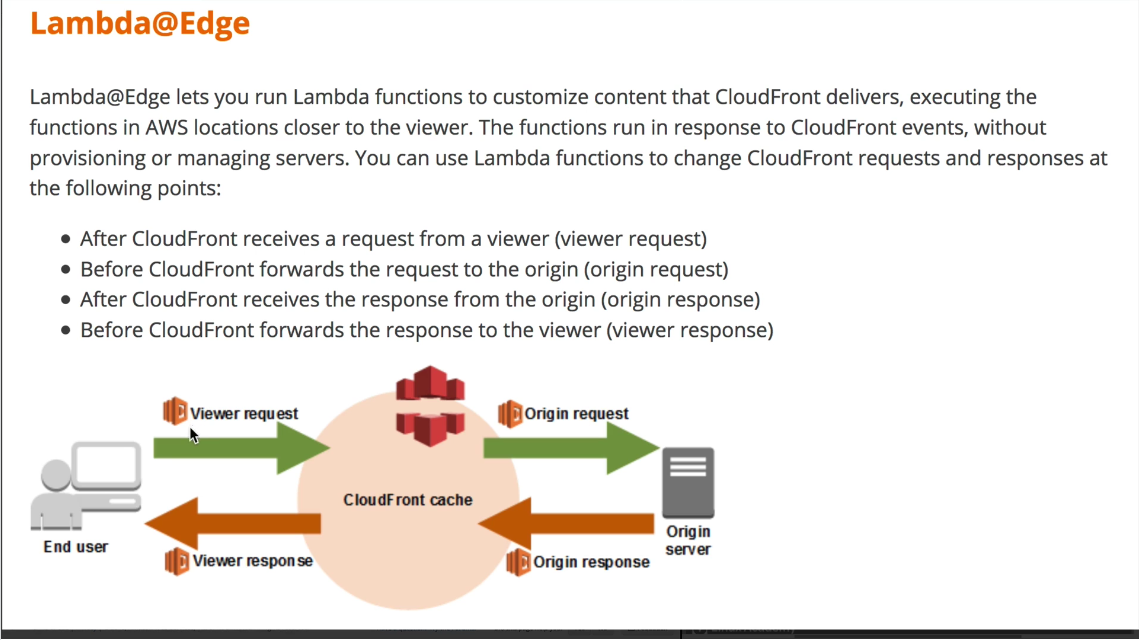 Lambda@Edge
Lambda@Edge lets you run Lambda functions to customize content that CloudFront delivers, executing the
functions in AWS locations closer to the viewer. The functions run in response to CloudFront events, without
provisioning or managing servers. You can use Lambda functions to change CloudFront requests and responses at
the following points:
• After CloudFront receives a request from a viewer (viewer request)
• Before CloudFront forwards the request to the origin (origin request)
• After CloudFront receives the response from the origin (origin response)
• Before CloudFront forwards the response to the viewer (viewer response)
Viewer request
Origin request
CloudFront cache
End user
Origin
server
Viewer response
Origin response